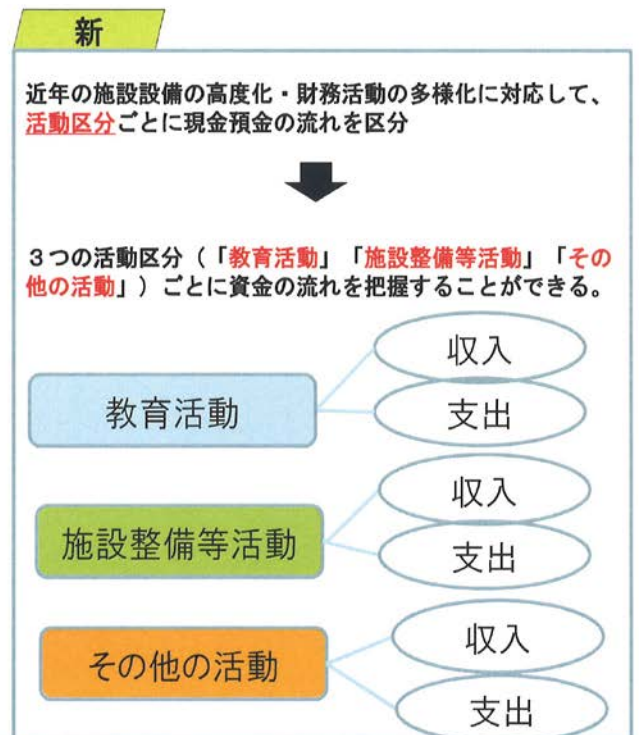 新
近年の施設設備の高度化・財務活動の多様化に対応して、
活動区分ごとに現金預金の流れを区分
３つの活動区分（「教育活動」「施設整備等活動」「その
他の活動」）ごとに資金の流れを把握することができる。
収入
教育活動
支出
収入
施設整備等活動
支出
収入
その他の活動
支出